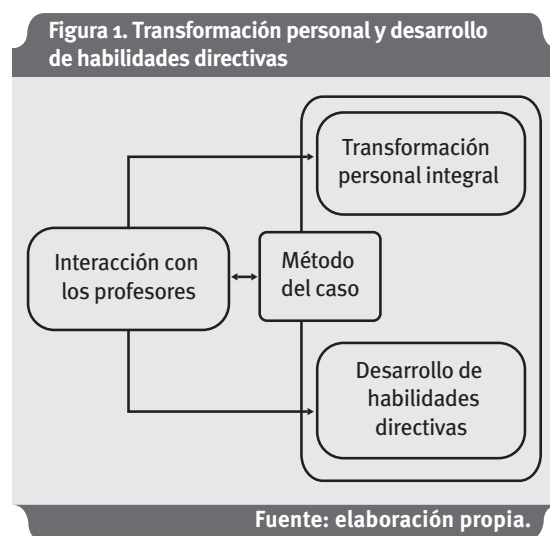 Figura 1. Transformación personal y desarrollo
de habilidades directivas
Transformación
personal integral
Interacción con
los profesores
Método
del caso
Desarrollo de
habilidades
directivas
Fuente: elaboración propia.